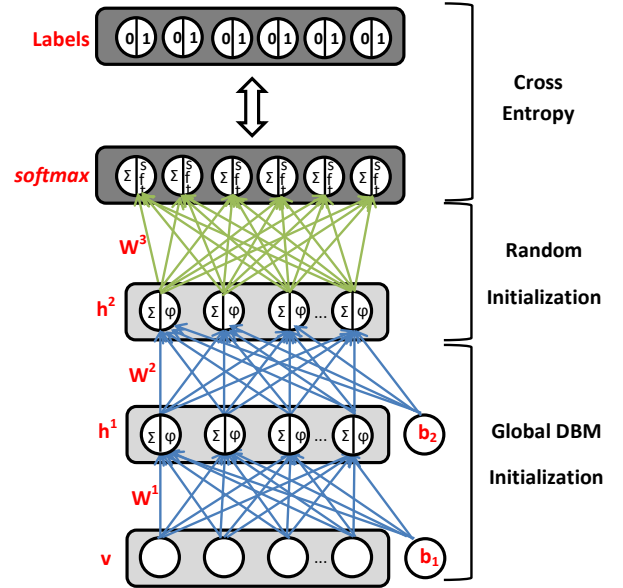 Labels 0 1 0 1 0 1 0 1 0 1 0 1
Cross
Entropy
softmax Σ sft Σ sft Σ sft Σ sft Σ sft Σ sft
W³
Random
Initialization
h² Σ φ Σ φ Σ φ ... Σ φ
W²
h¹ Σ φ Σ φ Σ φ ... Σ φ b₂
Global DBM
Initialization
W¹
v ... b₁